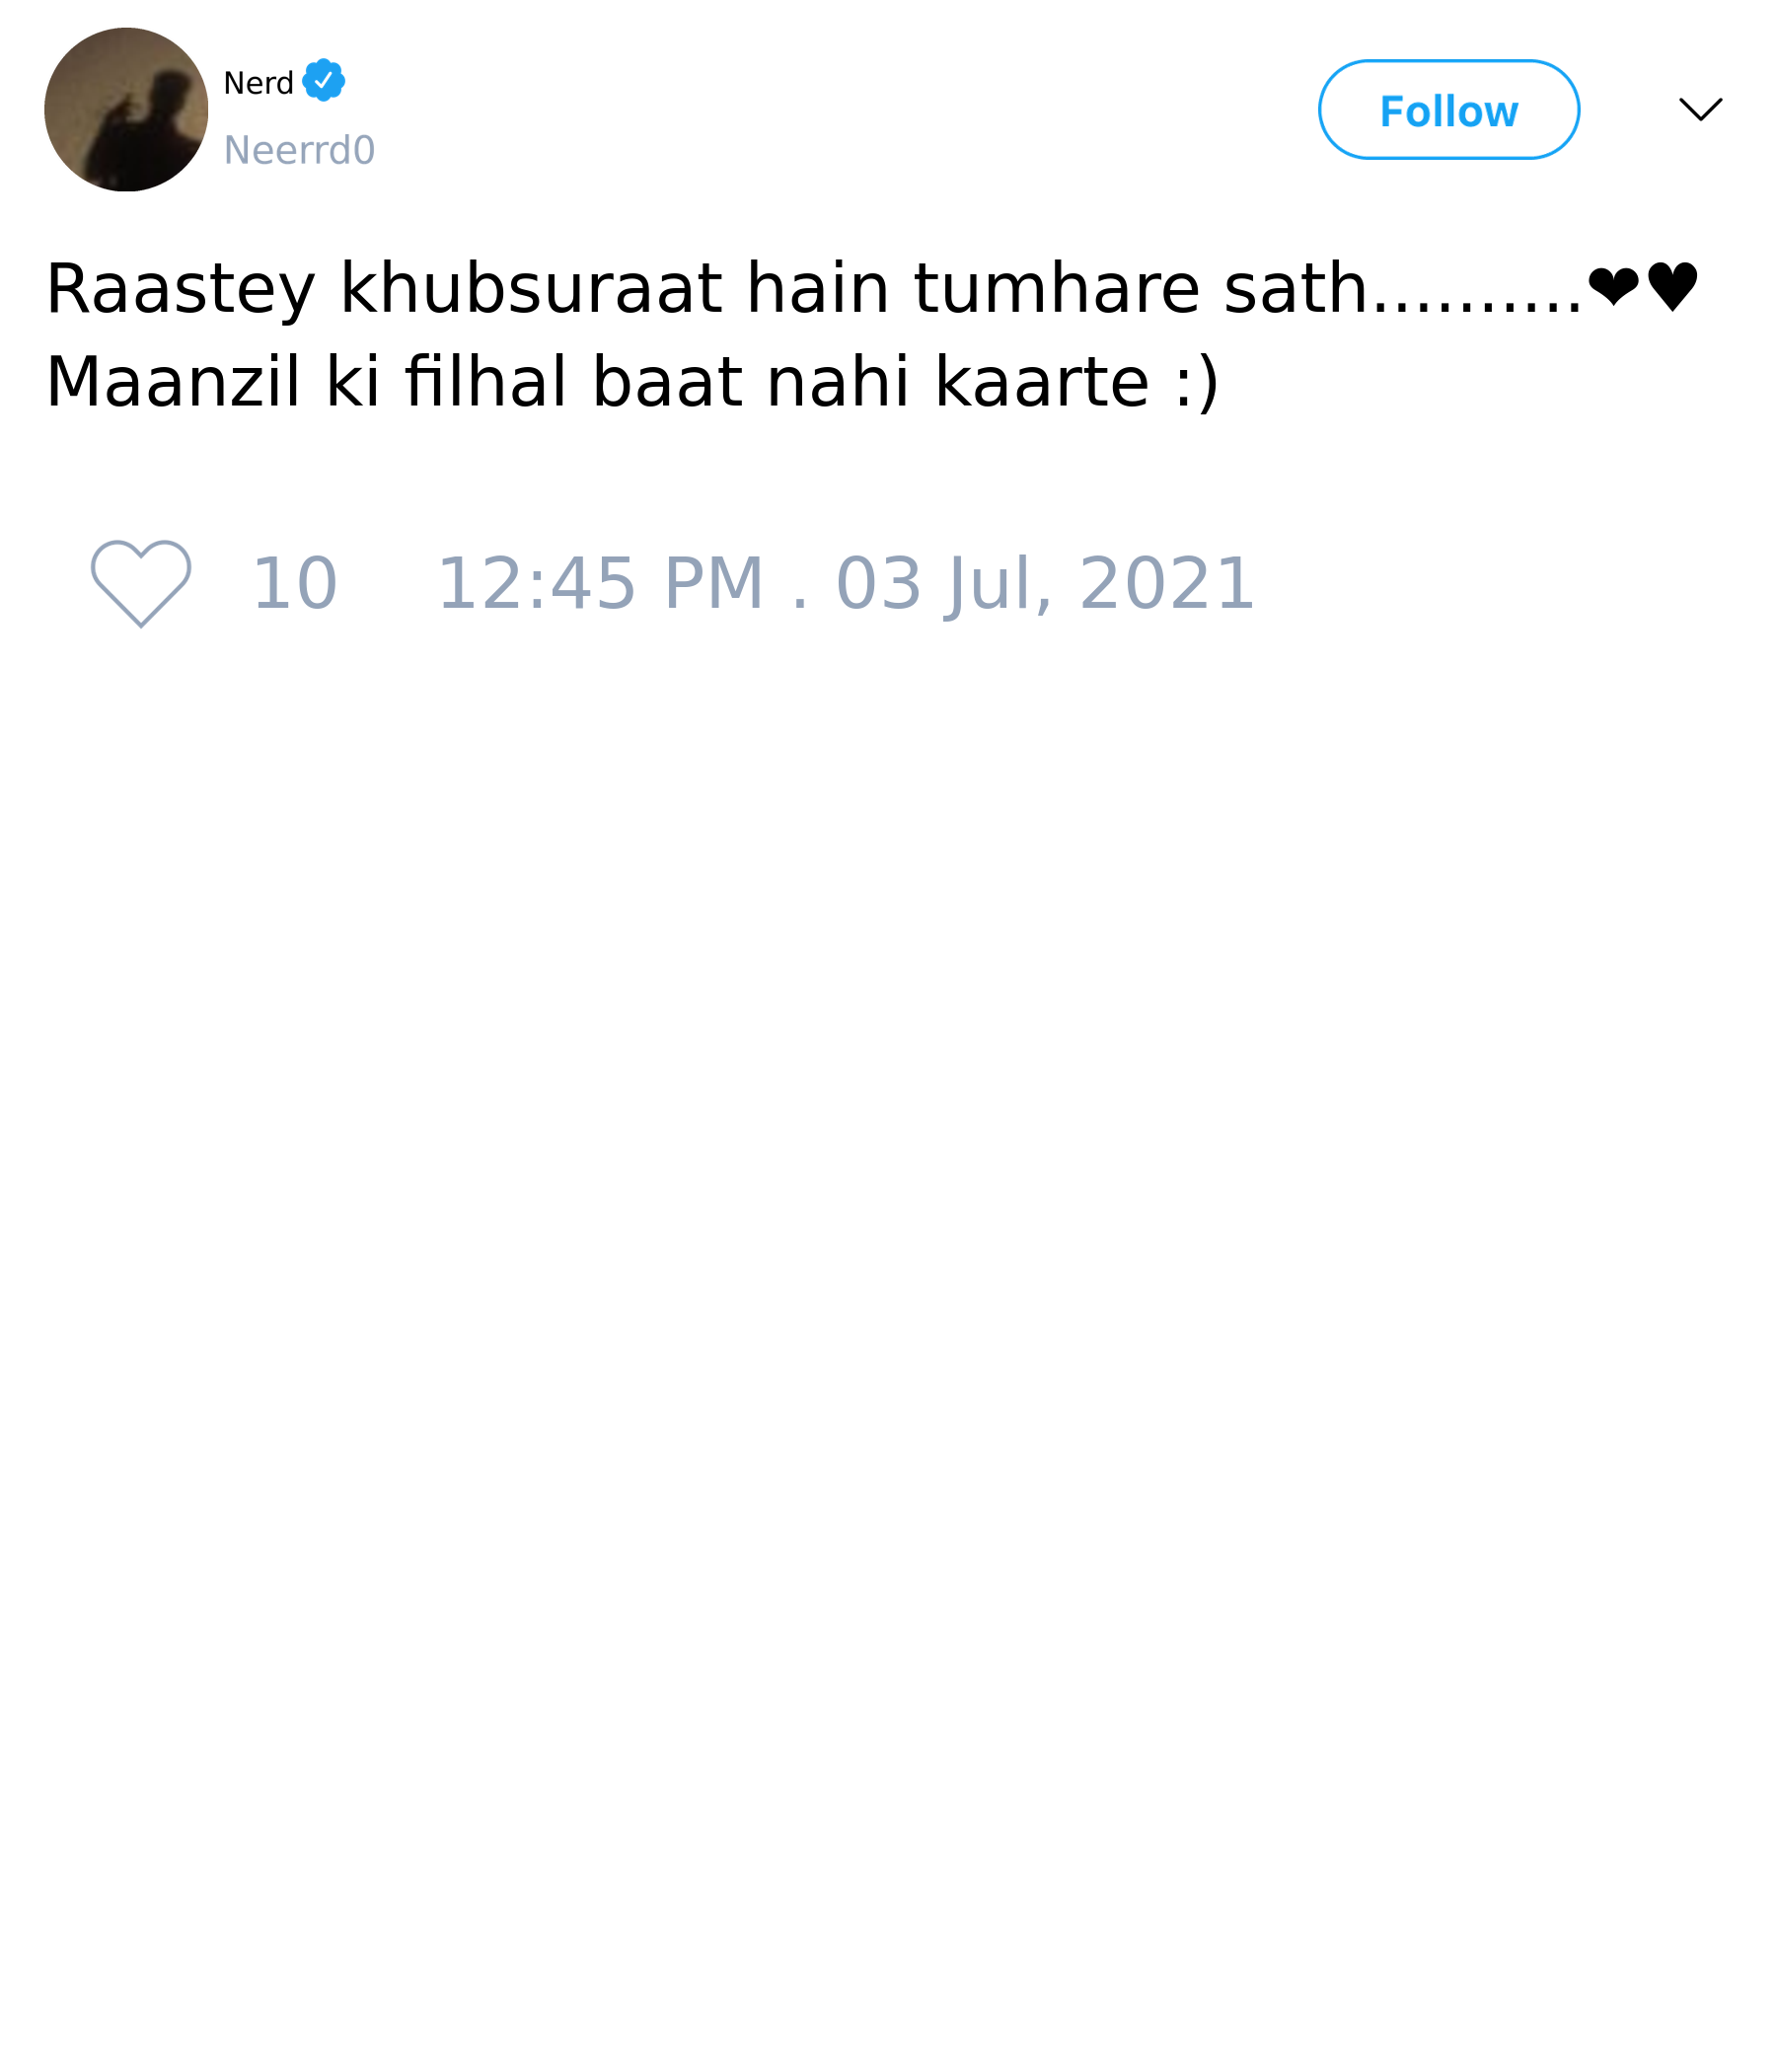 Nerd
Neerrd0
Follow
Raastey khubsuraat hain tumhare sath..........❤♥
Maanzil ki filhal baat nahi kaarte :)
10 12:45 PM . 03 Jul, 2021